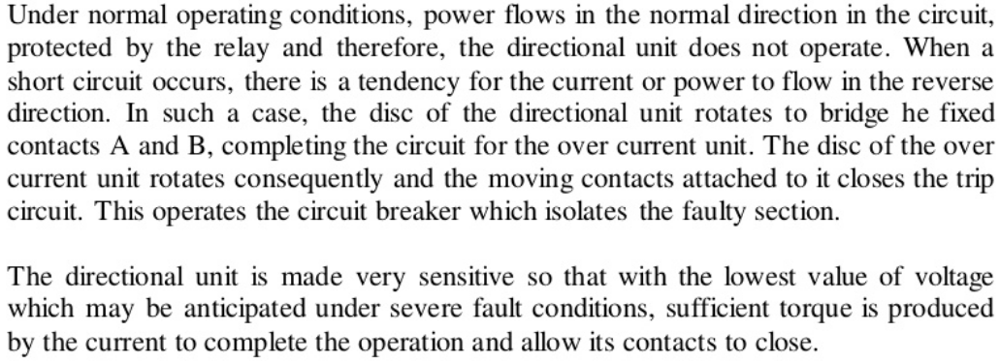 Under normal operating conditions, power flows in the normal direction in the circuit,
protected by the relay and therefore, the directional unit does not operate. When a
short circuit occurs, there is a tendency for the current or power to flow in the reverse
direction. In such a case, the disc of the directional unit rotates to bridge he fixed
contacts A and B, completing the circuit for the over current unit. The disc of the over
current unit rotates consequently and the moving contacts attached to it closes the trip
circuit. This operates the circuit breaker which isolates the faulty section.
The directional unit is made very sensitive so that with the lowest value of voltage
which may be anticipated under severe fault conditions, sufficient torque is produced
by the current to complete the operation and allow its contacts to close.